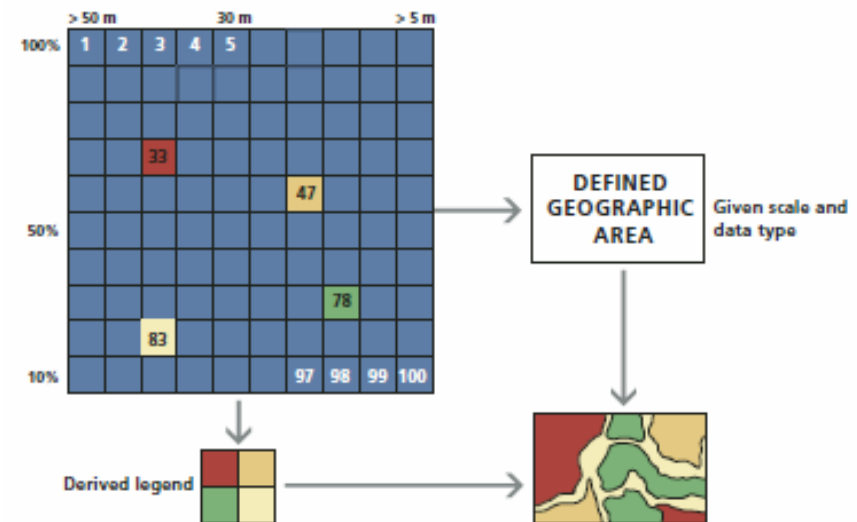 > 50 m 30 m > 5 m
100% 1 2 3 4 5
33
47
50%
78
83
10% 97 98 99 100
DEFINED
GEOGRAPHIC
AREA
Given scale and
data type
Derived legend